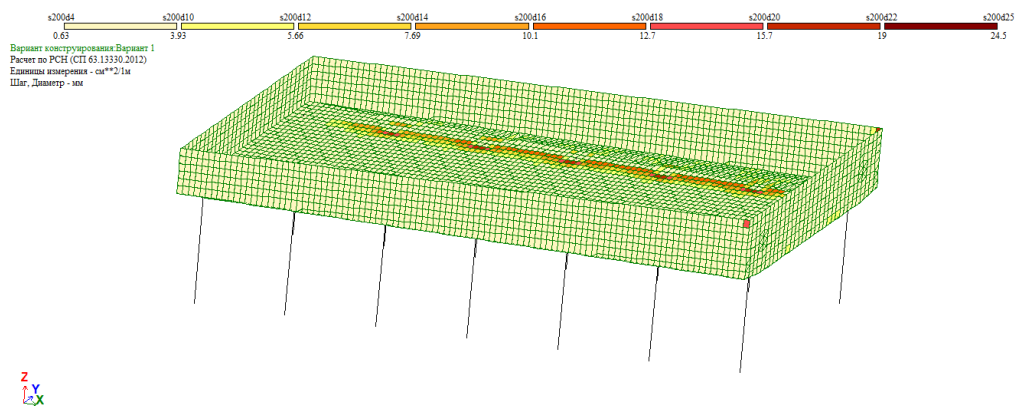 s200d4 s200d10 s200d12 s200d14 s200d16 s200d18 s200d20 s200d22 s200d25
0.63 3.93 5.66 7.69 10.1 12.7 15.7 19 24.5
Вариант конструирования:Вариант 1
Расчет по РСН (СП 63.13330.2012)
Единицы измерения - см**2/1м
Шаг, Диаметр - мм
Z
Y
X